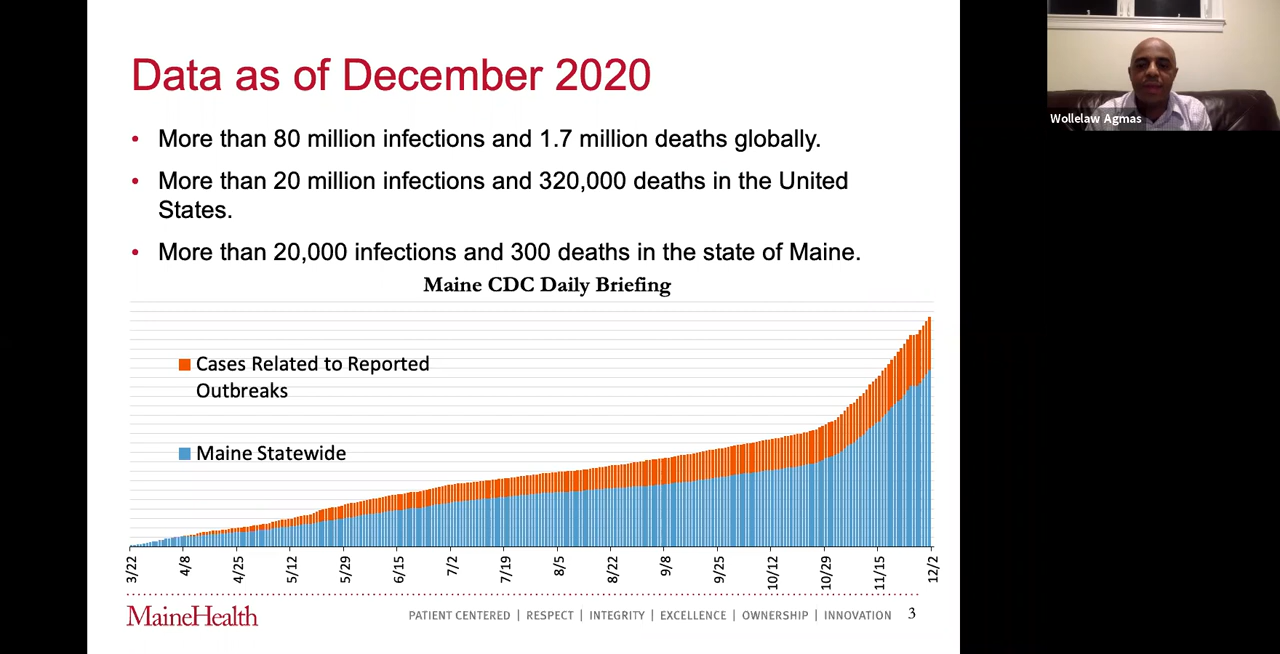 Data as of December 2020
• More than 80 million infections and 1.7 million deaths globally.
• More than 20 million infections and 320,000 deaths in the United
States.
• More than 20,000 infections and 300 deaths in the state of Maine.
Maine CDC Daily Briefing
Cases Related to Reported
Outbreaks
Maine Statewide
3/22 4/8 4/25 5/12 5/29 6/15 7/2 7/19 8/5 8/22 9/8 9/25 10/12 10/29 11/15 12/2
MaineHealth
PATIENT CENTERED | RESPECT | INTEGRITY | EXCELLENCE | OWNERSHIP | INNOVATION 3
Wollelaw Agmas